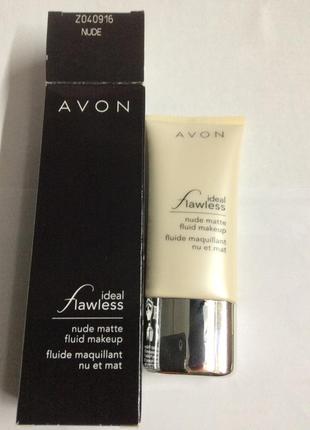 Z040916
NUDE
AVON
ideal
flawless
nude matte
fluid makeup
fluide maquillant
nu et mat
AVON
ideal
flawless
nude matte
fluid makeup
fluide maquillant
nu et mat